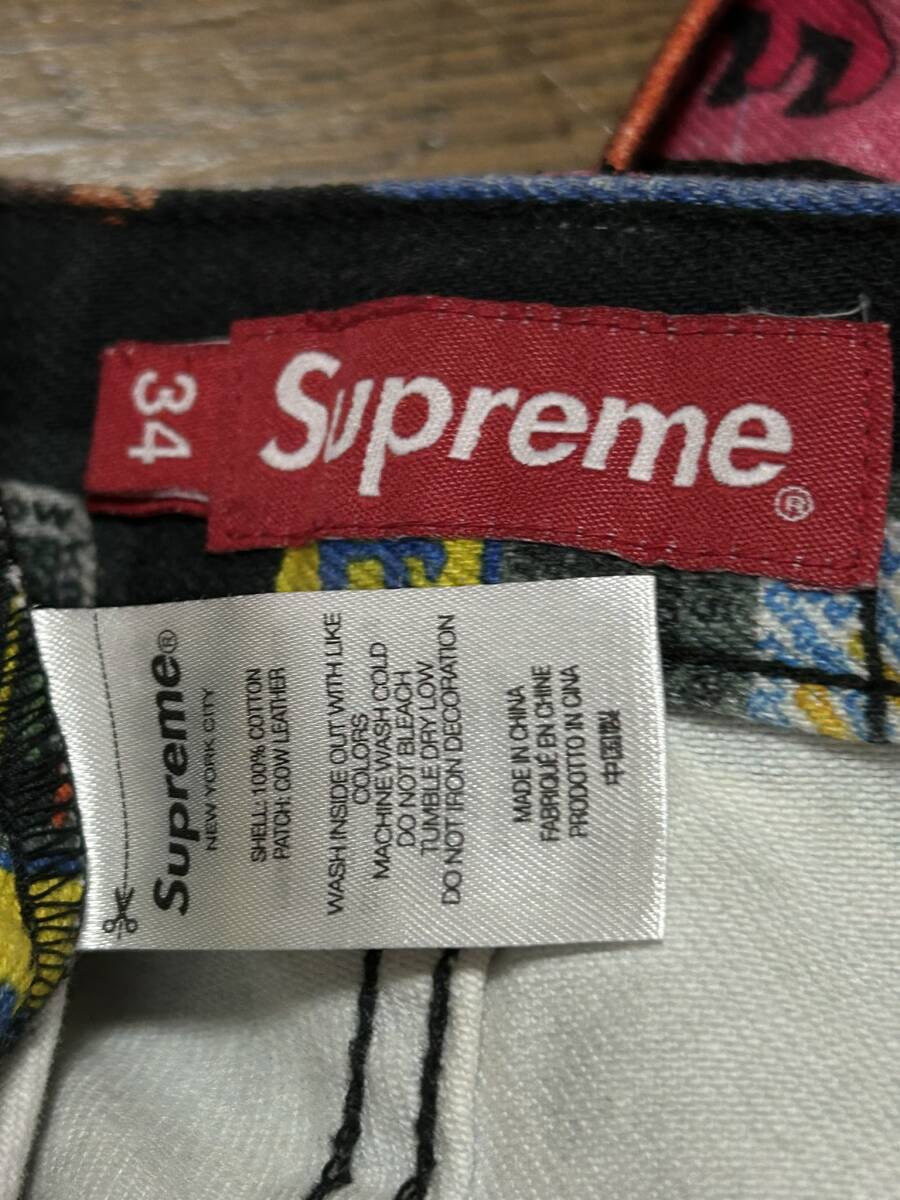 Supreme®
34
Supreme®
NEW YORK CITY
SHELL: 100% COTTON
PATCH: COW LEATHER
WASH INSIDE OUT WITH LIKE
COLORS
MACHINE WASH COLD
DO NOT BLEACH
TUMBLE DRY LOW
DO NOT IRON DECORATION
MADE IN CHINA
FABRIQUÉ EN CHINE
PRODOTTO IN CINA
中国製